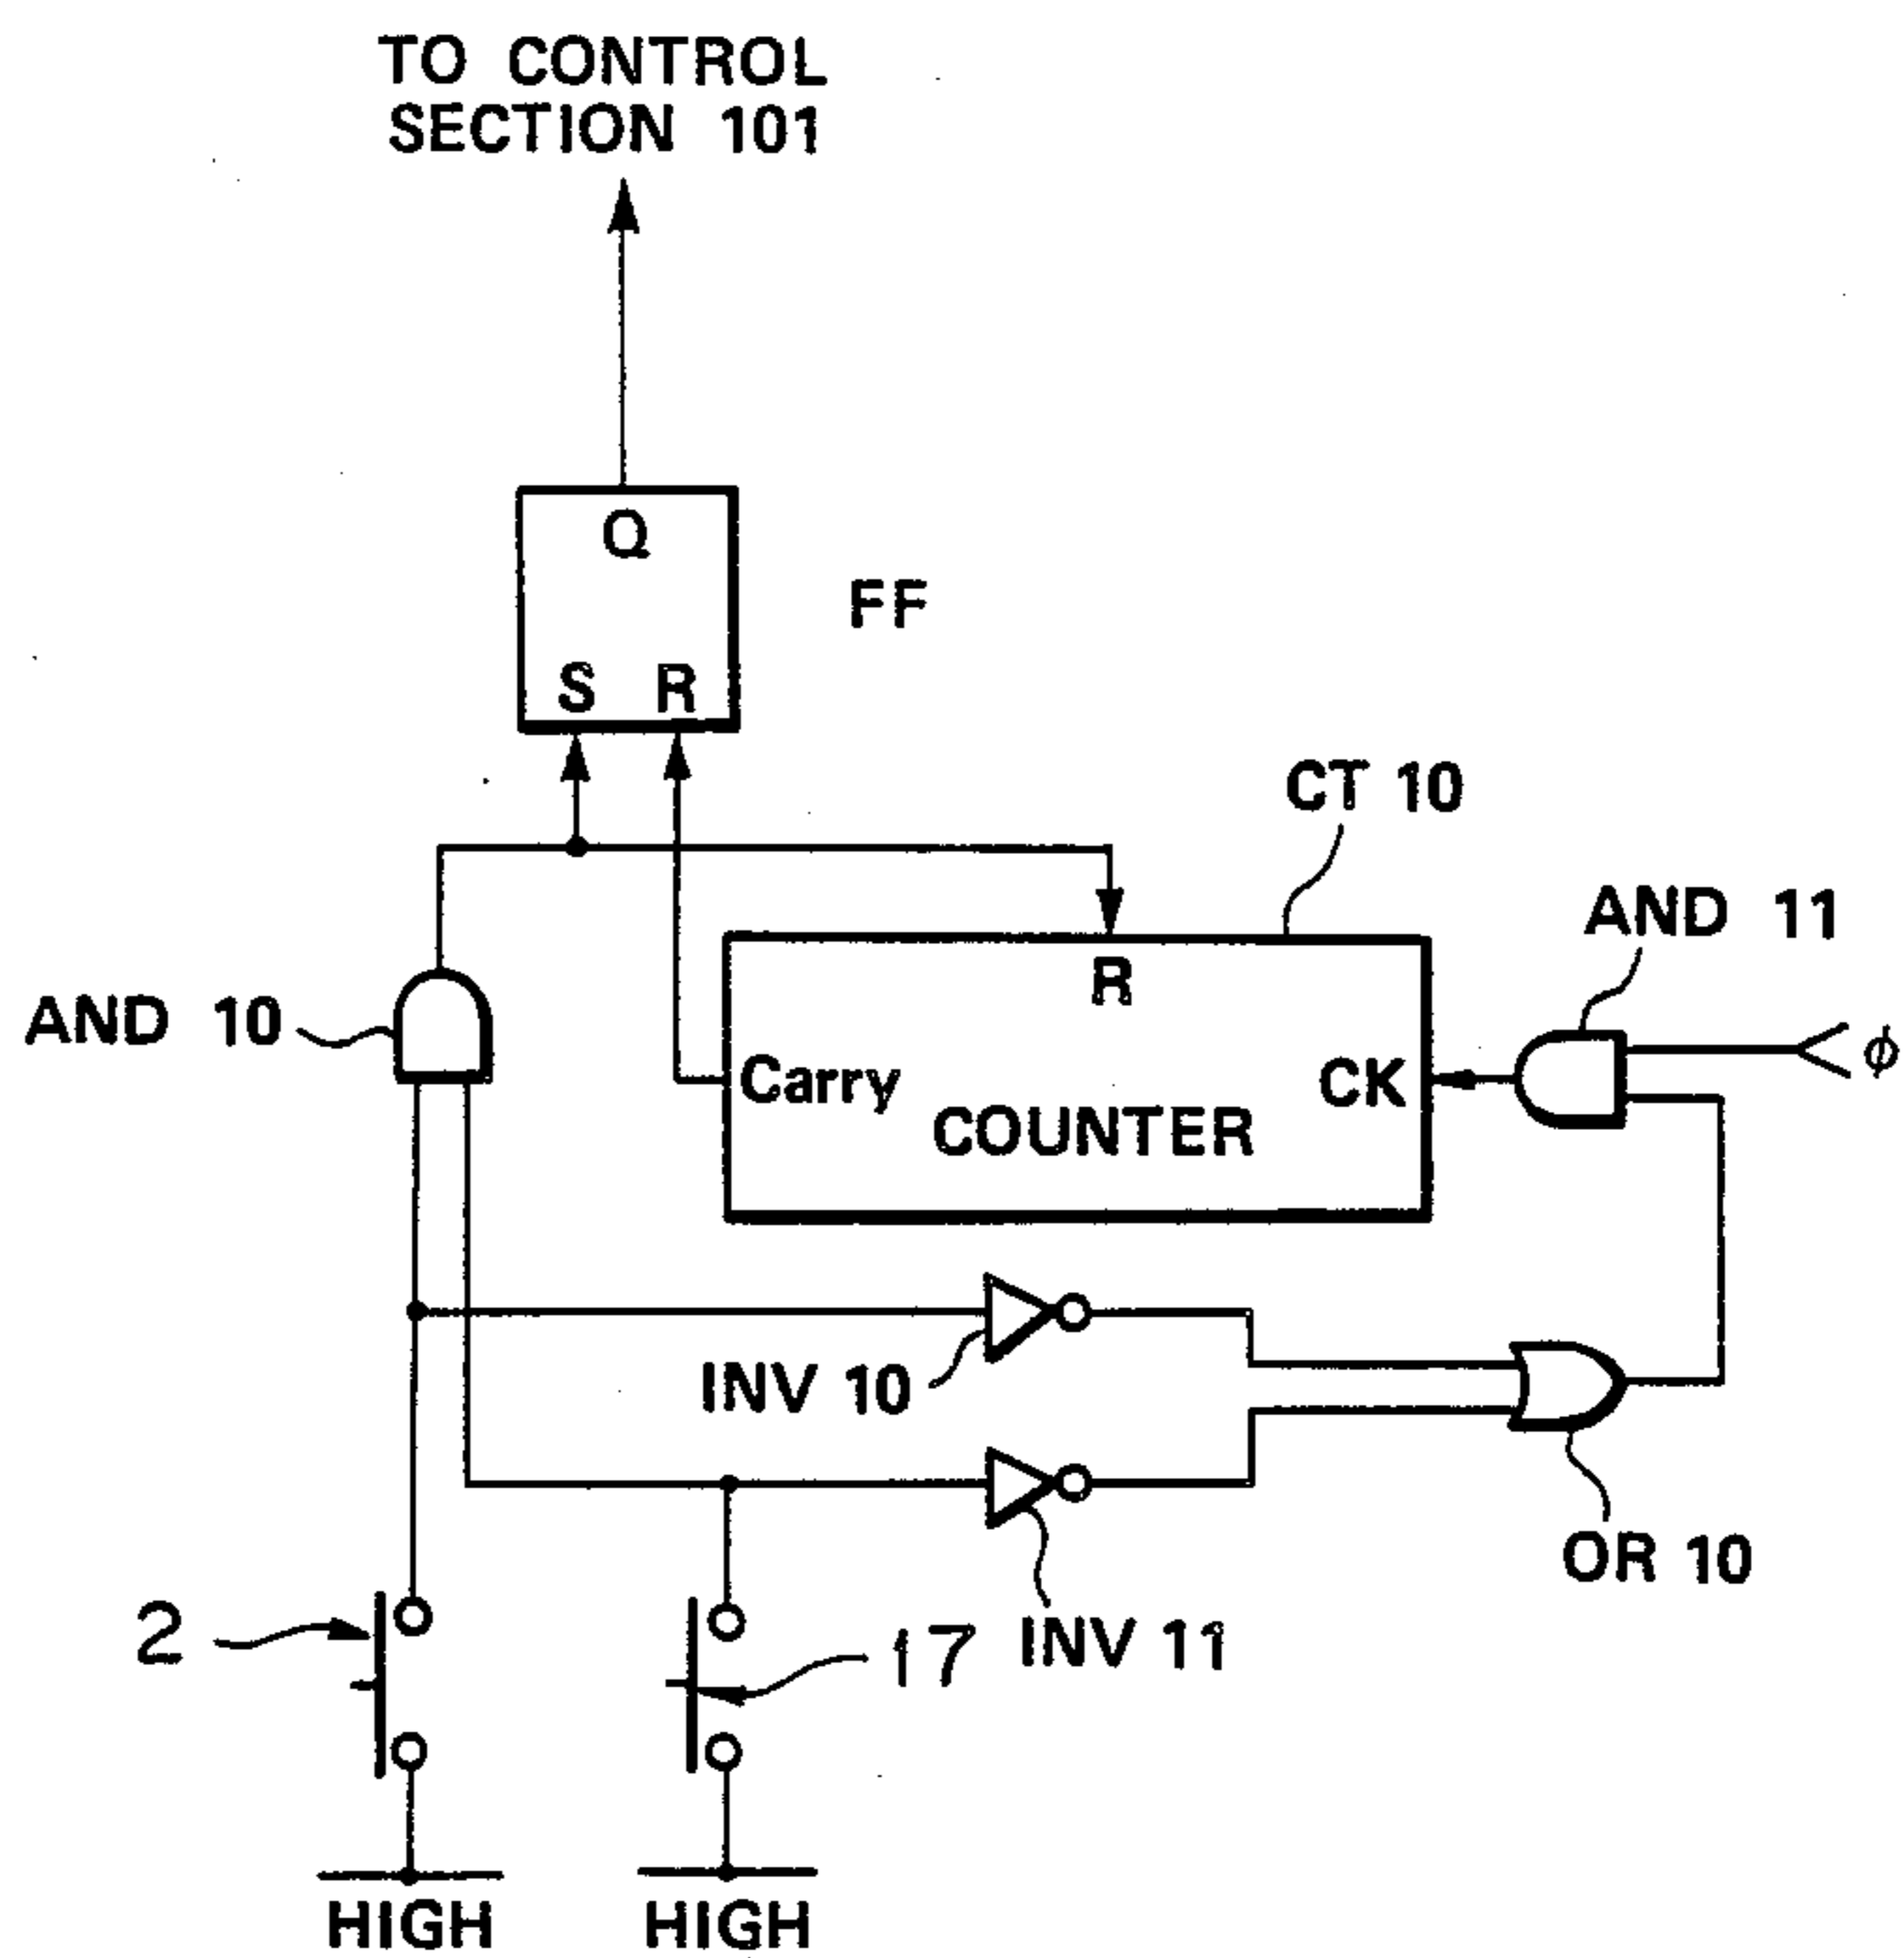 TO CONTROL
SECTION 101
Q
FF
S R
CT 10
AND 11
R
AND 10
ϕ
Carry
CK
COUNTER
INV 10
OR 10
2
17
INV 11
HIGH
HIGH